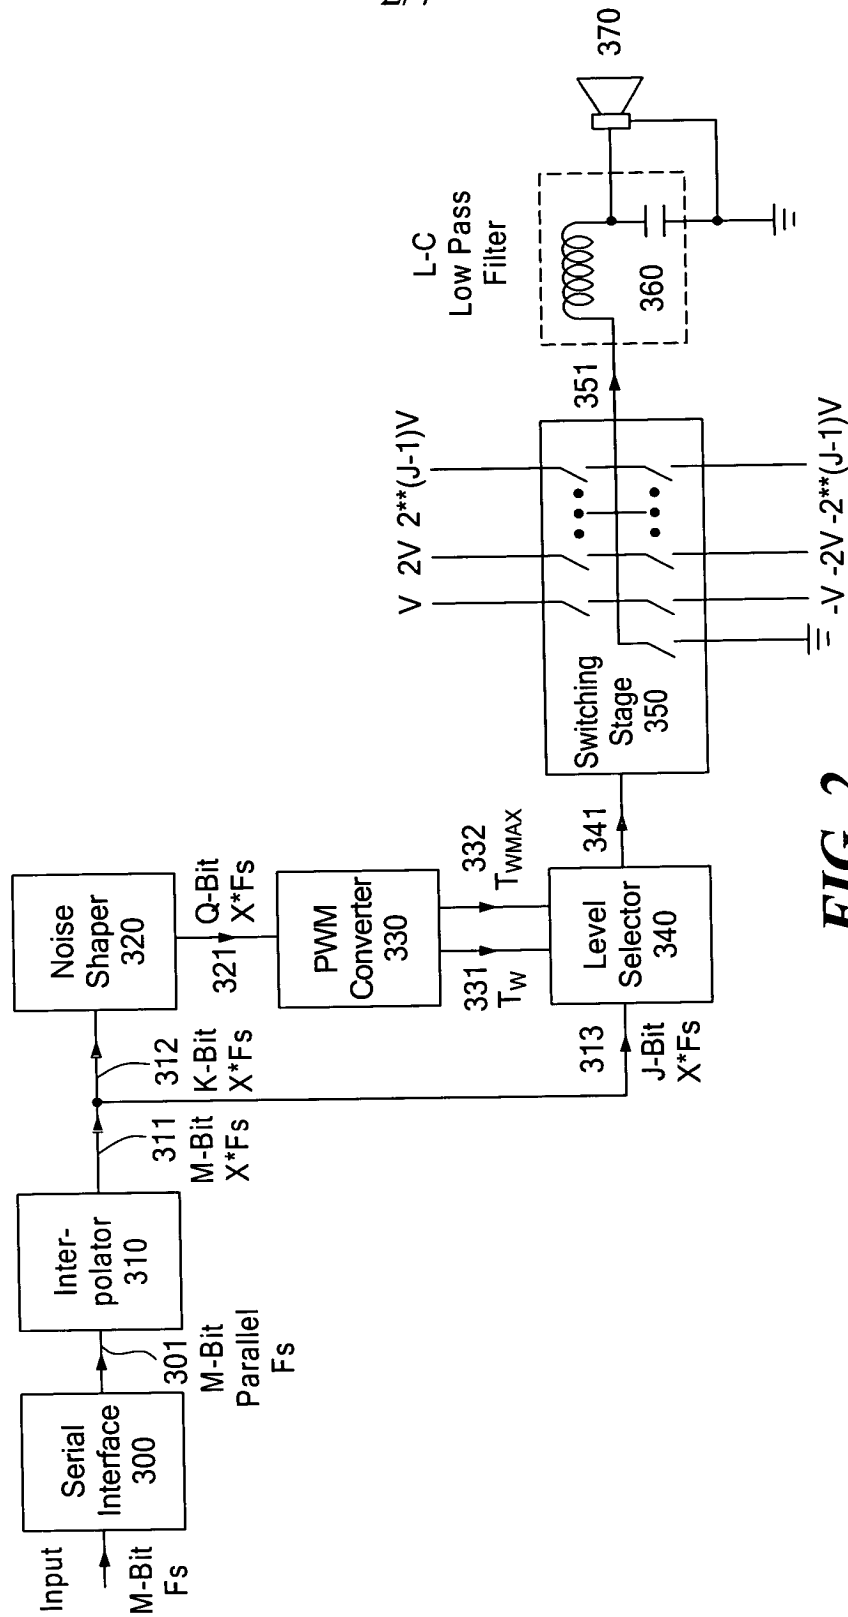 Input
M-Bit
Fs
Serial
Interface
300
301
M-Bit
Parallel
Fs
Inter-
polator
310
311
M-Bit
X*Fs
312
K-Bit
X*Fs
Noise
Shaper
320
321
Q-Bit
X*Fs
PWM
Converter
330
331
TW
332
TWMAX
313
J-Bit
X*Fs
Level
Selector
340
341
Switching
Stage
350
V 2V 2**(J-1)V
-V -2V -2**(J-1)V
351
L-C
Low Pass
Filter
360
370
FIG. 2